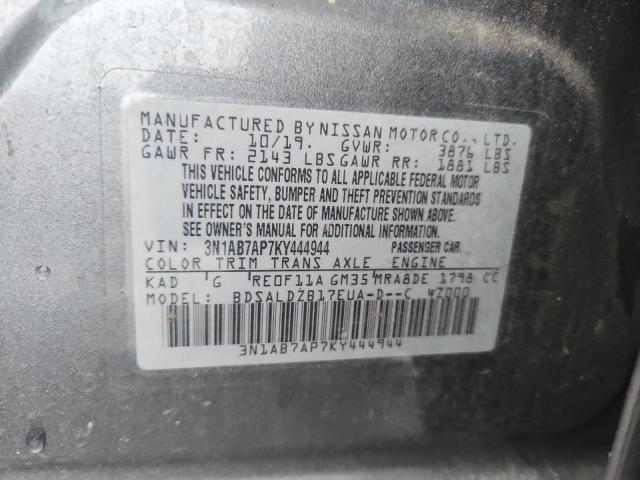 MANUFACTURED BY NISSAN MOTOR CO., LTD.
DATE: 10/19. GVWR: 3876 LBS
GAWR FR: 2143 LBS GAWR RR: 1881 LBS
THIS VEHICLE CONFORMS TO ALL APPLICABLE FEDERAL MOTOR
VEHICLE SAFETY, BUMPER AND THEFT PREVENTION STANDARDS
IN EFFECT ON THE DATE OF MANUFACTURE SHOWN ABOVE.
SEE OWNER'S MANUAL FOR ADDITIONAL INFORMATION.
VIN: 3N1AB7AP7KY444944 PASSENGER CAR.
COLOR TRIM TRANS AXLE ENGINE
KAD G RE0F11A GM35 MRA8DE 1798 CC
MODEL: BDSALDZB17EUA-D--C 4Z000
3N1AB7AP7KY444944